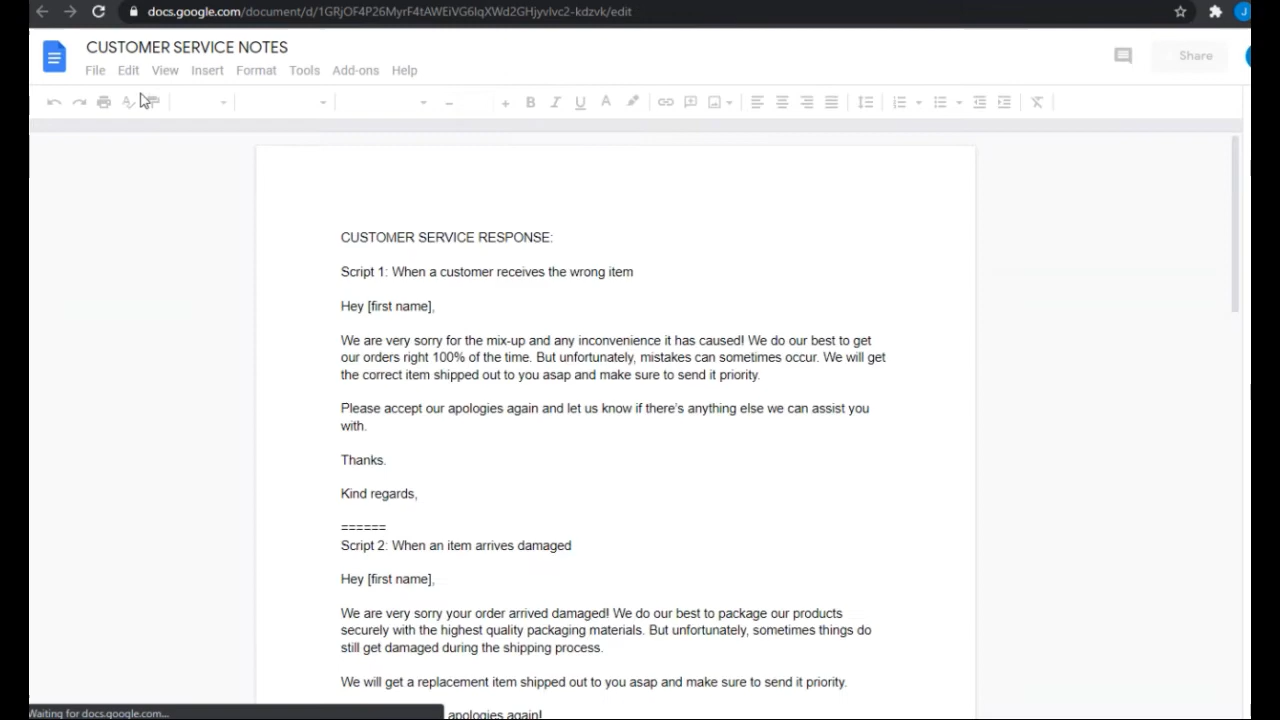 docs.google.com/document/d/1GRjOF4P26MyrF4tAWEiVG6lqXWd2GHjyvlvc2-kdzvk/edit
J
CUSTOMER SERVICE NOTES
File Edit View Insert Format Tools Add-ons Help
Share
CUSTOMER SERVICE RESPONSE:
Script 1: When a customer receives the wrong item
Hey [first name],
We are very sorry for the mix-up and any inconvenience it has caused! We do our best to get
our orders right 100% of the time. But unfortunately, mistakes can sometimes occur. We will get
the correct item shipped out to you asap and make sure to send it priority.
Please accept our apologies again and let us know if there's anything else we can assist you
with.
Thanks.
Kind regards,
======
Script 2: When an item arrives damaged
Hey [first name],
We are very sorry your order arrived damaged! We do our best to package our products
securely with the highest quality packaging materials. But unfortunately, sometimes things do
still get damaged during the shipping process.
We will get a replacement item shipped out to you asap and make sure to send it priority.
apologies again!
Waiting for docs.google.com...